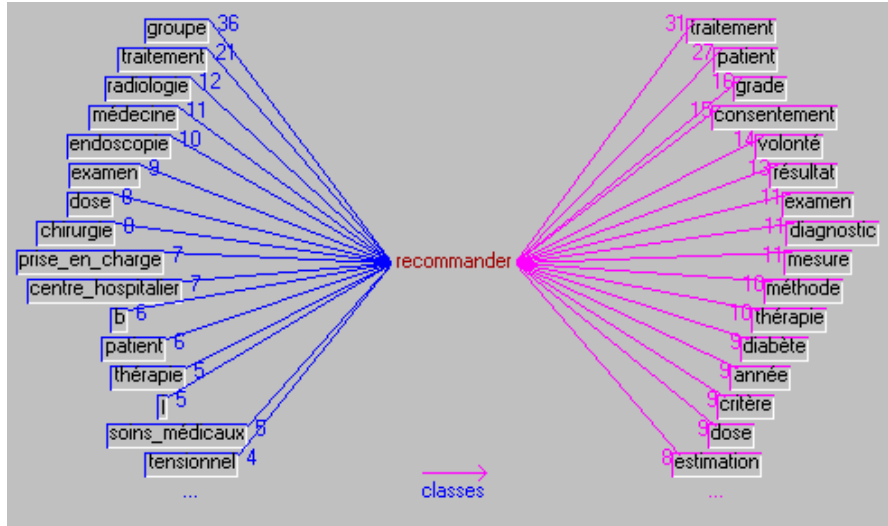 groupe 36
traitement 21
radiologie 12
médecine 11
endoscopie 10
examen 9
dose 8
chirurgie 8
prise_en_charge 7
centre_hospitalier 7
b 6
patient 6
thérapie 5
l 5
soins_médicaux 5
tensionnel 4
...
recommander
classes
31 traitement
27 patient
16 grade
15 consentement
14 volonté
13 résultat
11 examen
11 diagnostic
11 mesure
10 méthode
10 thérapie
9 diabète
9 année
9 critère
9 dose
8 estimation
...